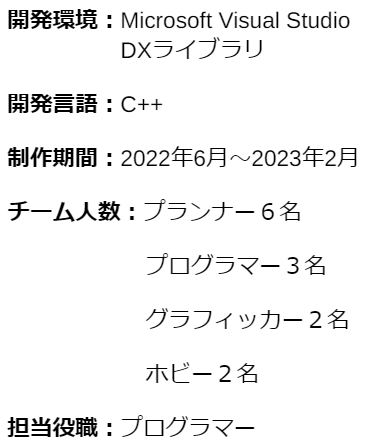 開発環境：Microsoft Visual Studio
DXライブラリ
開発言語：C++
制作期間：2022年6月～2023年2月
チーム人数：プランナー６名
プログラマー３名
グラフィッカー２名
ホビー２名
担当役職：プログラマー